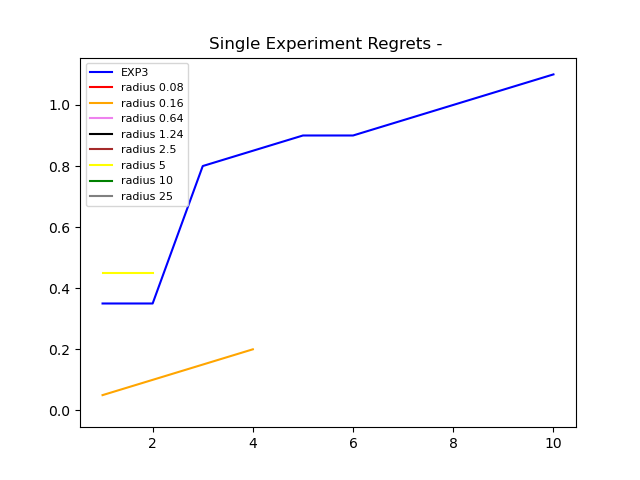 Single Experiment Regrets -
EXP3
radius 0.08
radius 0.16
radius 0.64
radius 1.24
radius 2.5
radius 5
radius 10
radius 25
1.0
0.8
0.6
0.4
0.2
0.0
2 4 6 8 10